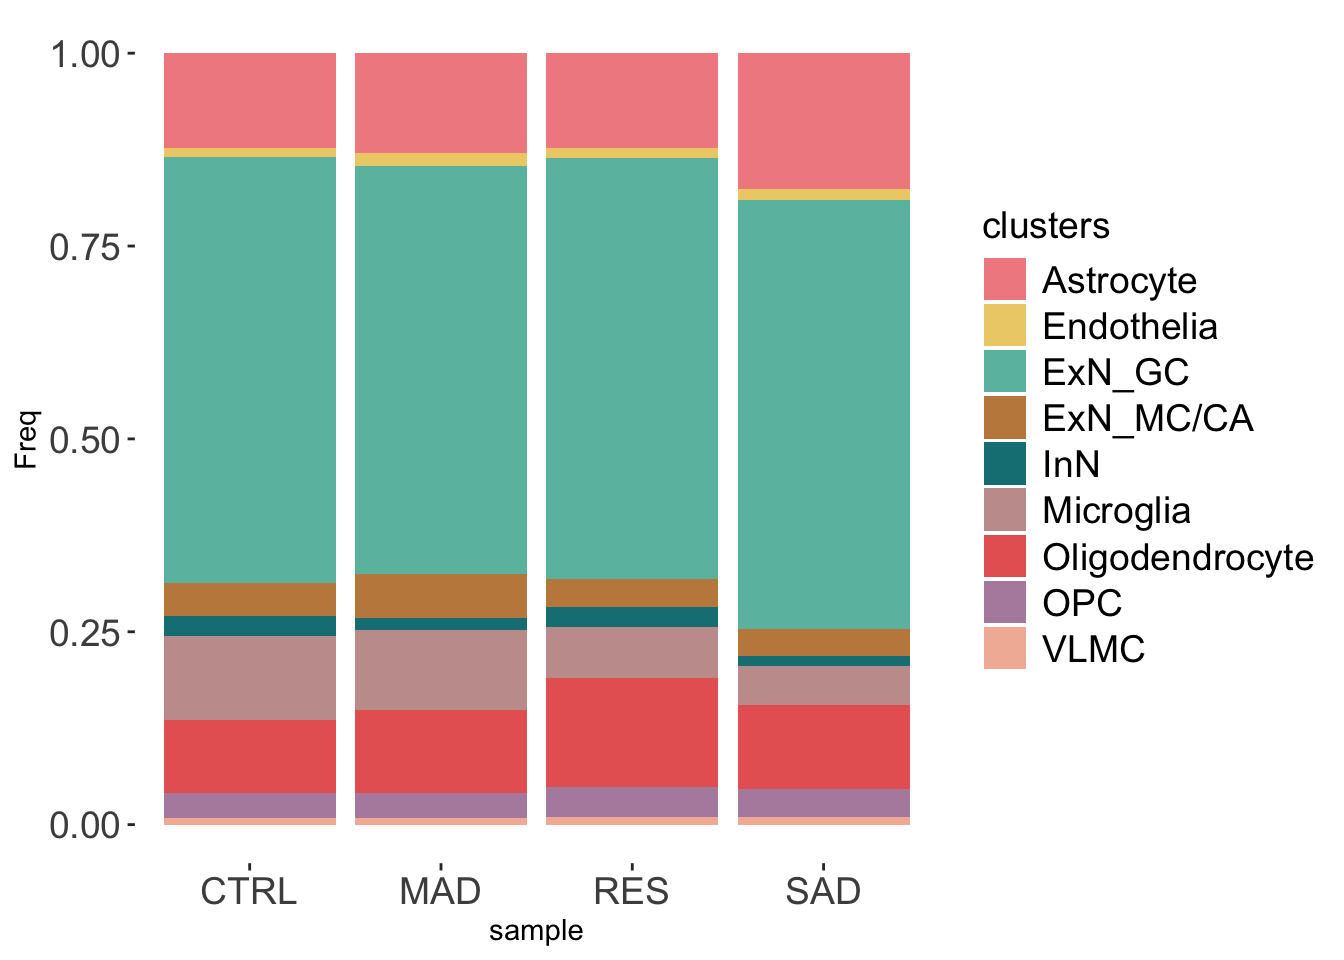 1.00
0.75
0.50
0.25
0.00
Freq
CTRL MAD RES SAD
sample
clusters
Astrocyte
Endothelia
ExN_GC
ExN_MC/CA
InN
Microglia
Oligodendrocyte
OPC
VLMC